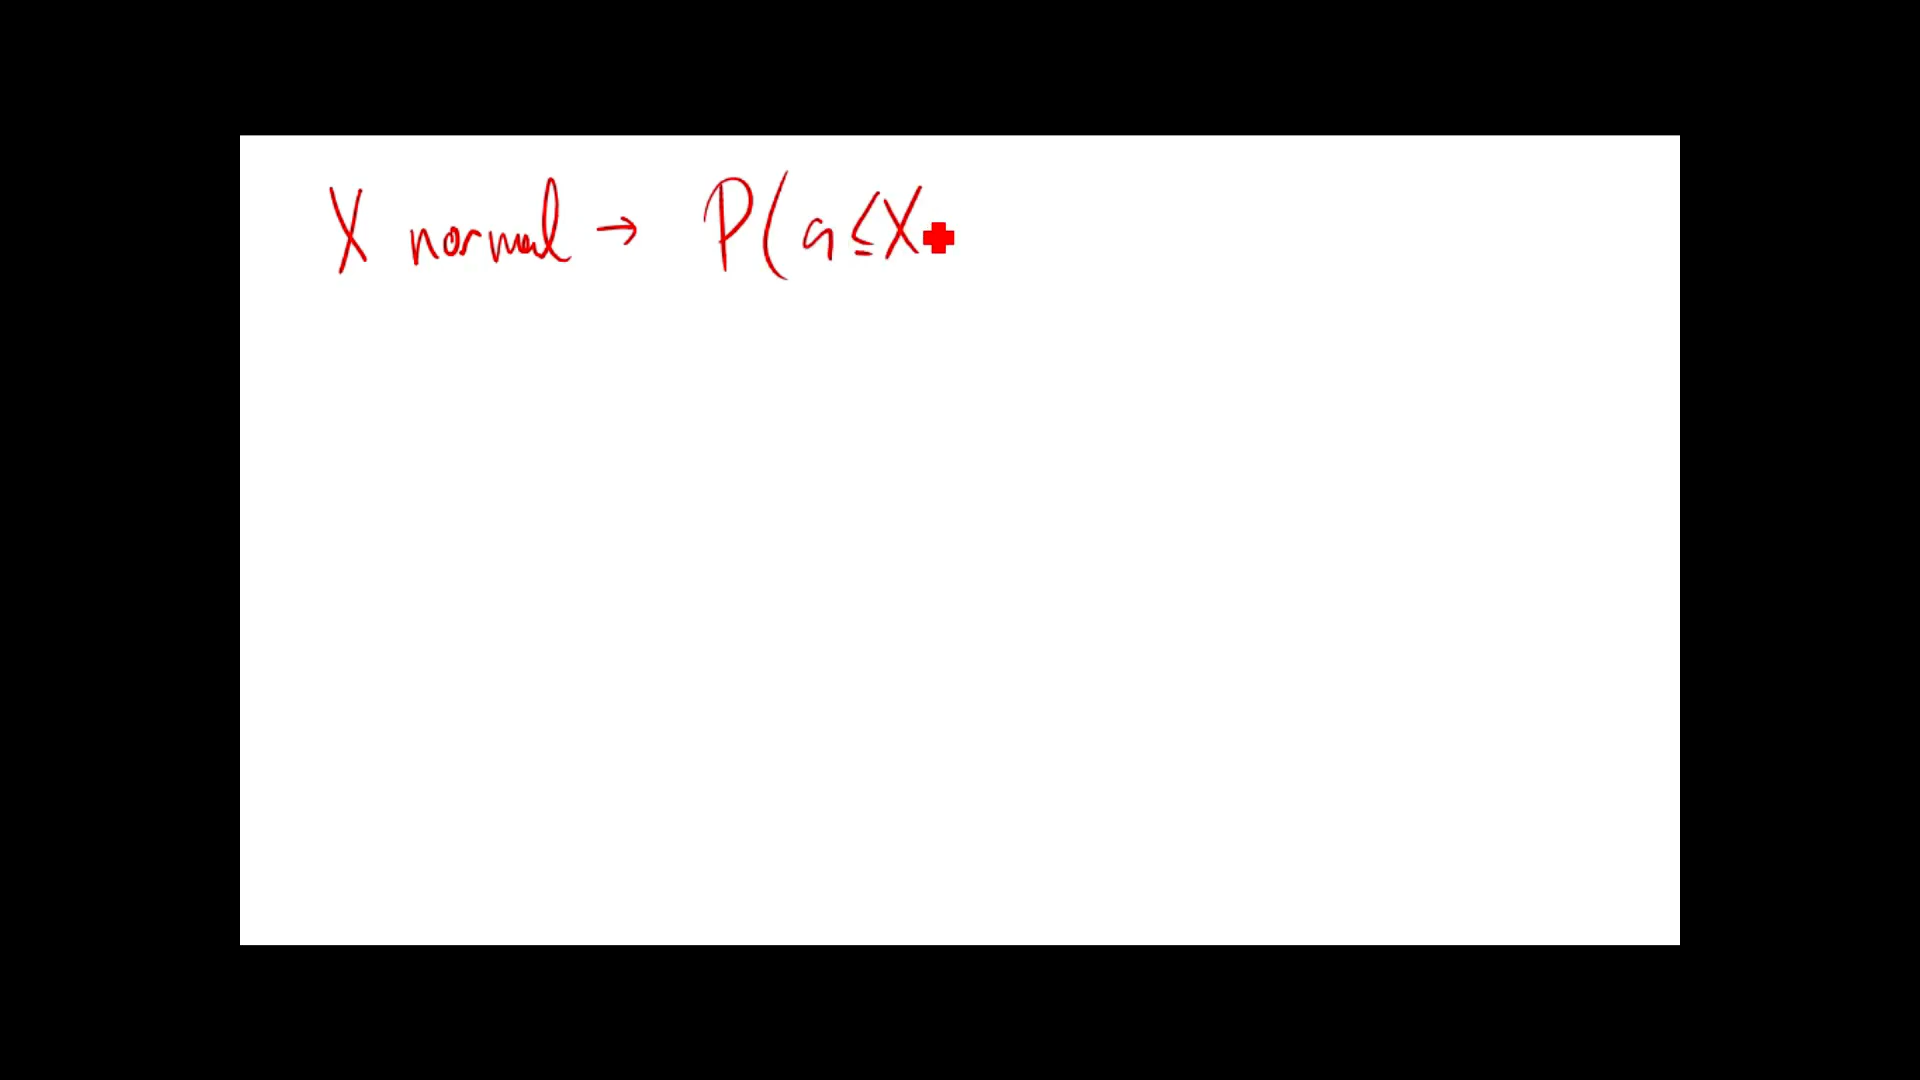 X normal → P(a≤X